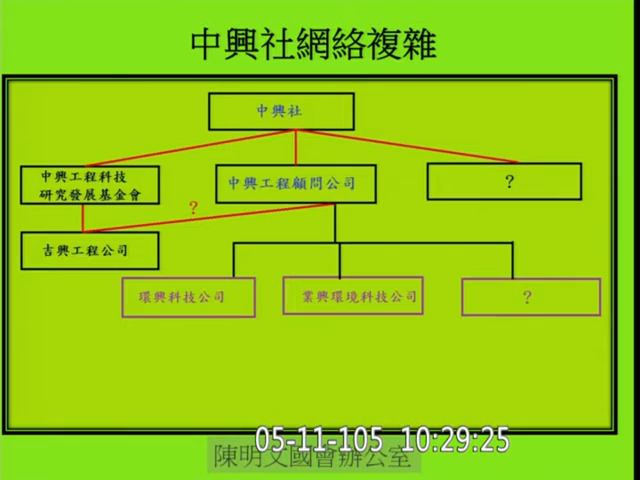 中興社網絡複雜
中興社
中興工程科技
研究發展基金會
中興工程顧問公司
?
?
吉興工程公司
環興科技公司
業興環境科技公司
?
05-11-105 10:29:25
陳明文國會辦公室